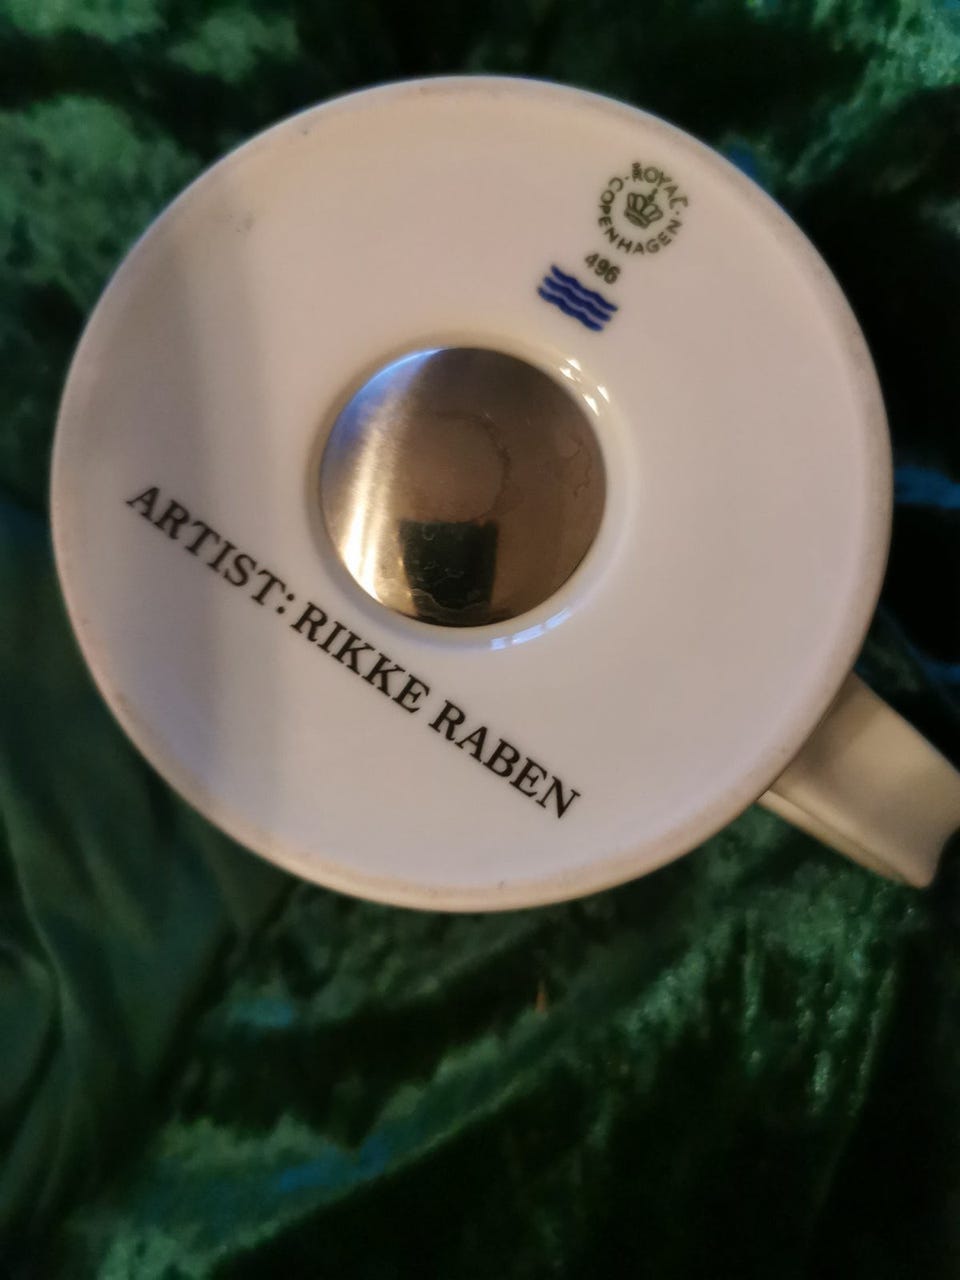 ROYAL
COPENHAGEN
496
ARTIST: RIKKE RABEN